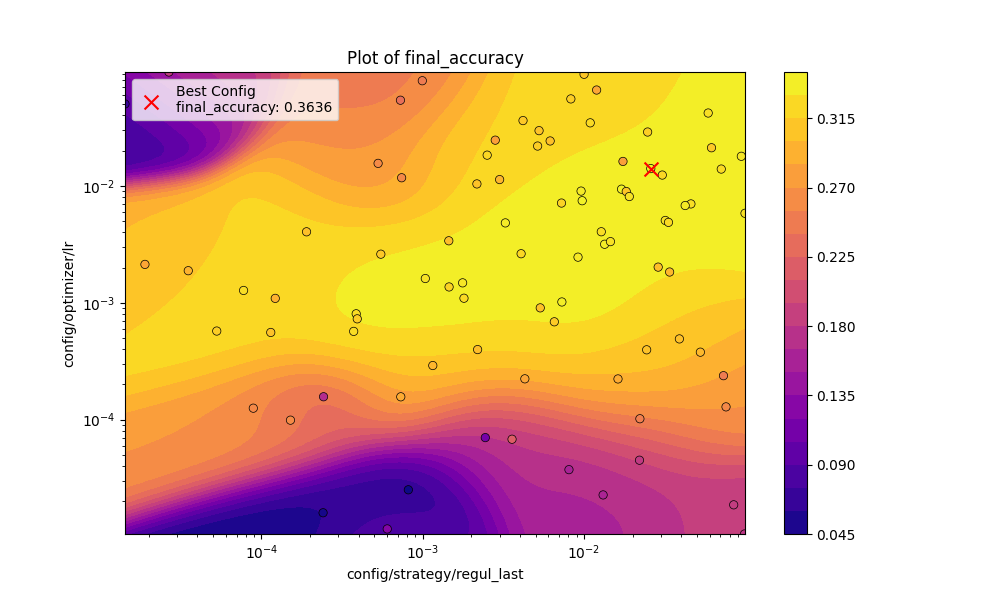 Plot of final_accuracy
Best Config
final_accuracy: 0.3636
config/optimizer/lr
10⁻²
10⁻³
10⁻⁴
10⁻⁴
10⁻³
10⁻²
config/strategy/regul_last
0.315
0.270
0.225
0.180
0.135
0.090
0.045